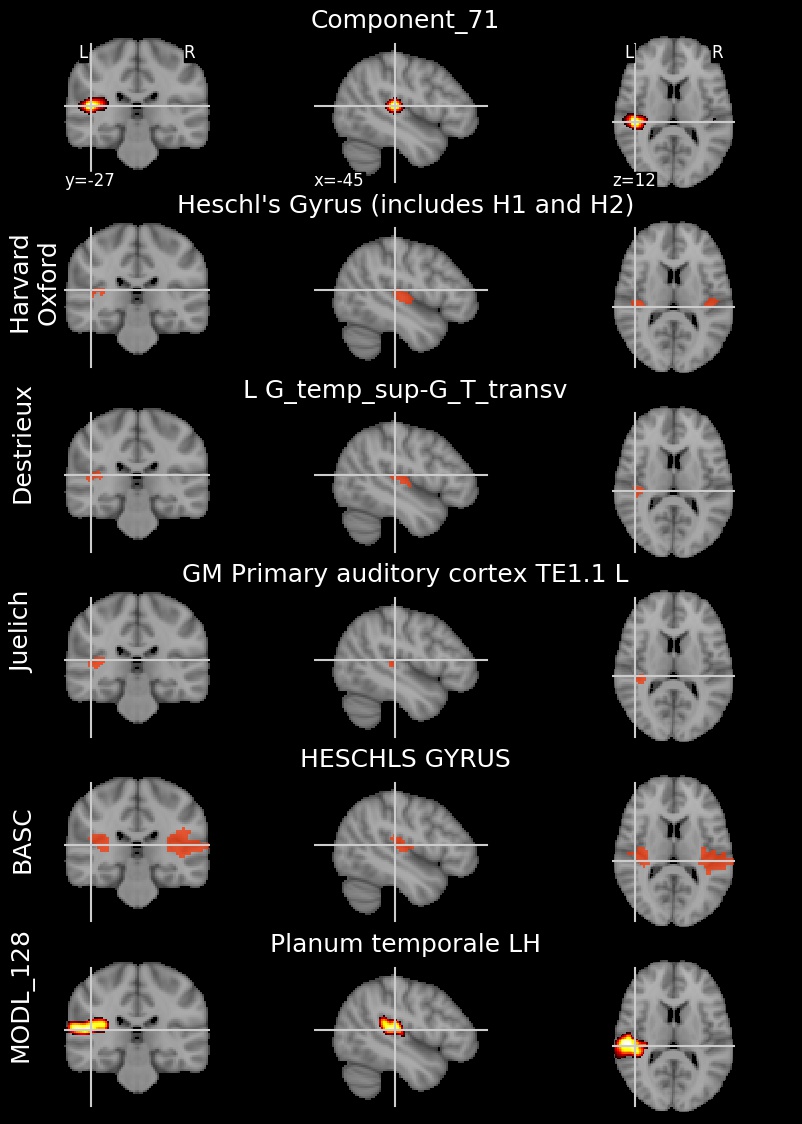 Component_71
L R
L R
y=-27
x=-45
z=12
Heschl's Gyrus (includes H1 and H2)
Harvard
Oxford
L G_temp_sup-G_T_transv
Destrieux
GM Primary auditory cortex TE1.1 L
Juelich
HESCHLS GYRUS
BASC
Planum temporale LH
MODL_128